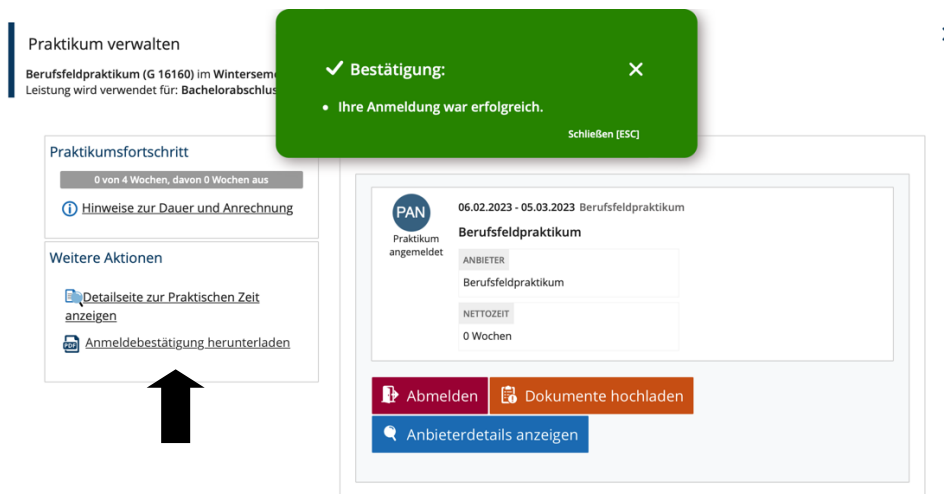 Praktikum verwalten
Berufsfeldpraktikum (G 16160) im Wintersem
Leistung wird verwendet für: Bachelorabschlus
Bestätigung:
Ihre Anmeldung war erfolgreich.
Schließen [ESC]
Praktikumsfortschritt
0 von 4 Wochen, davon 0 Wochen aus
Hinweise zur Dauer und Anrechnung
Weitere Aktionen
Detailseite zur Praktischen Zeit
anzeigen
PDF Anmeldebestätigung herunterladen
PAN
Praktikum
angemeldet
06.02.2023 - 05.03.2023 Berufsfeldpraktikum
Berufsfeldpraktikum
ANBIETER
Berufsfeldpraktikum
NETTOZEIT
0 Wochen
Abmelden
Dokumente hochladen
Anbieterdetails anzeigen